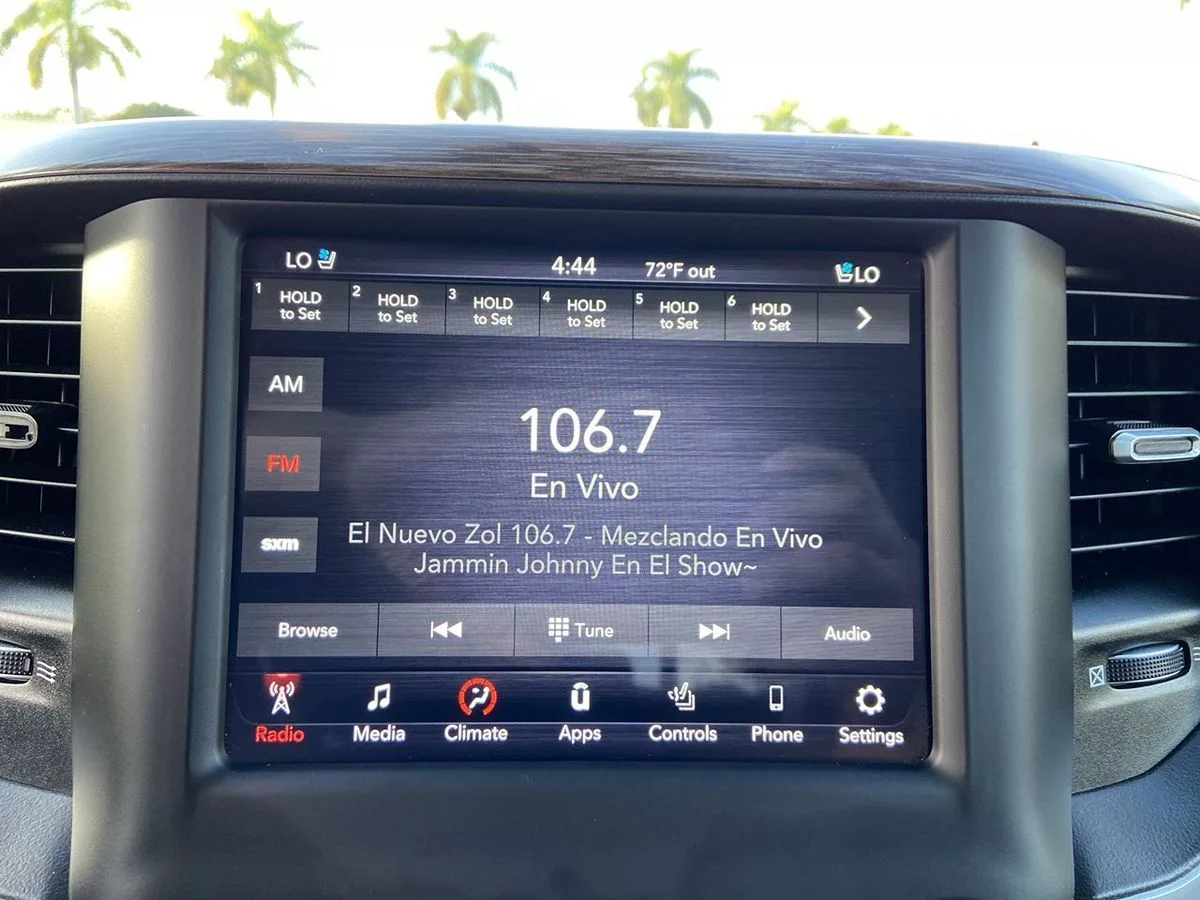 LO 4:44 72°F out LO
1 HOLD 2 HOLD 3 HOLD 4 HOLD 5 HOLD 6 HOLD
to Set to Set to Set to Set to Set to Set
AM
106.7
FM
En Vivo
El Nuevo Zol 106.7 - Mezclando En Vivo
sxm
Jammin Johnny En El Show~
Browse Tune Audio
Radio Media Climate Apps Controls Phone Settings